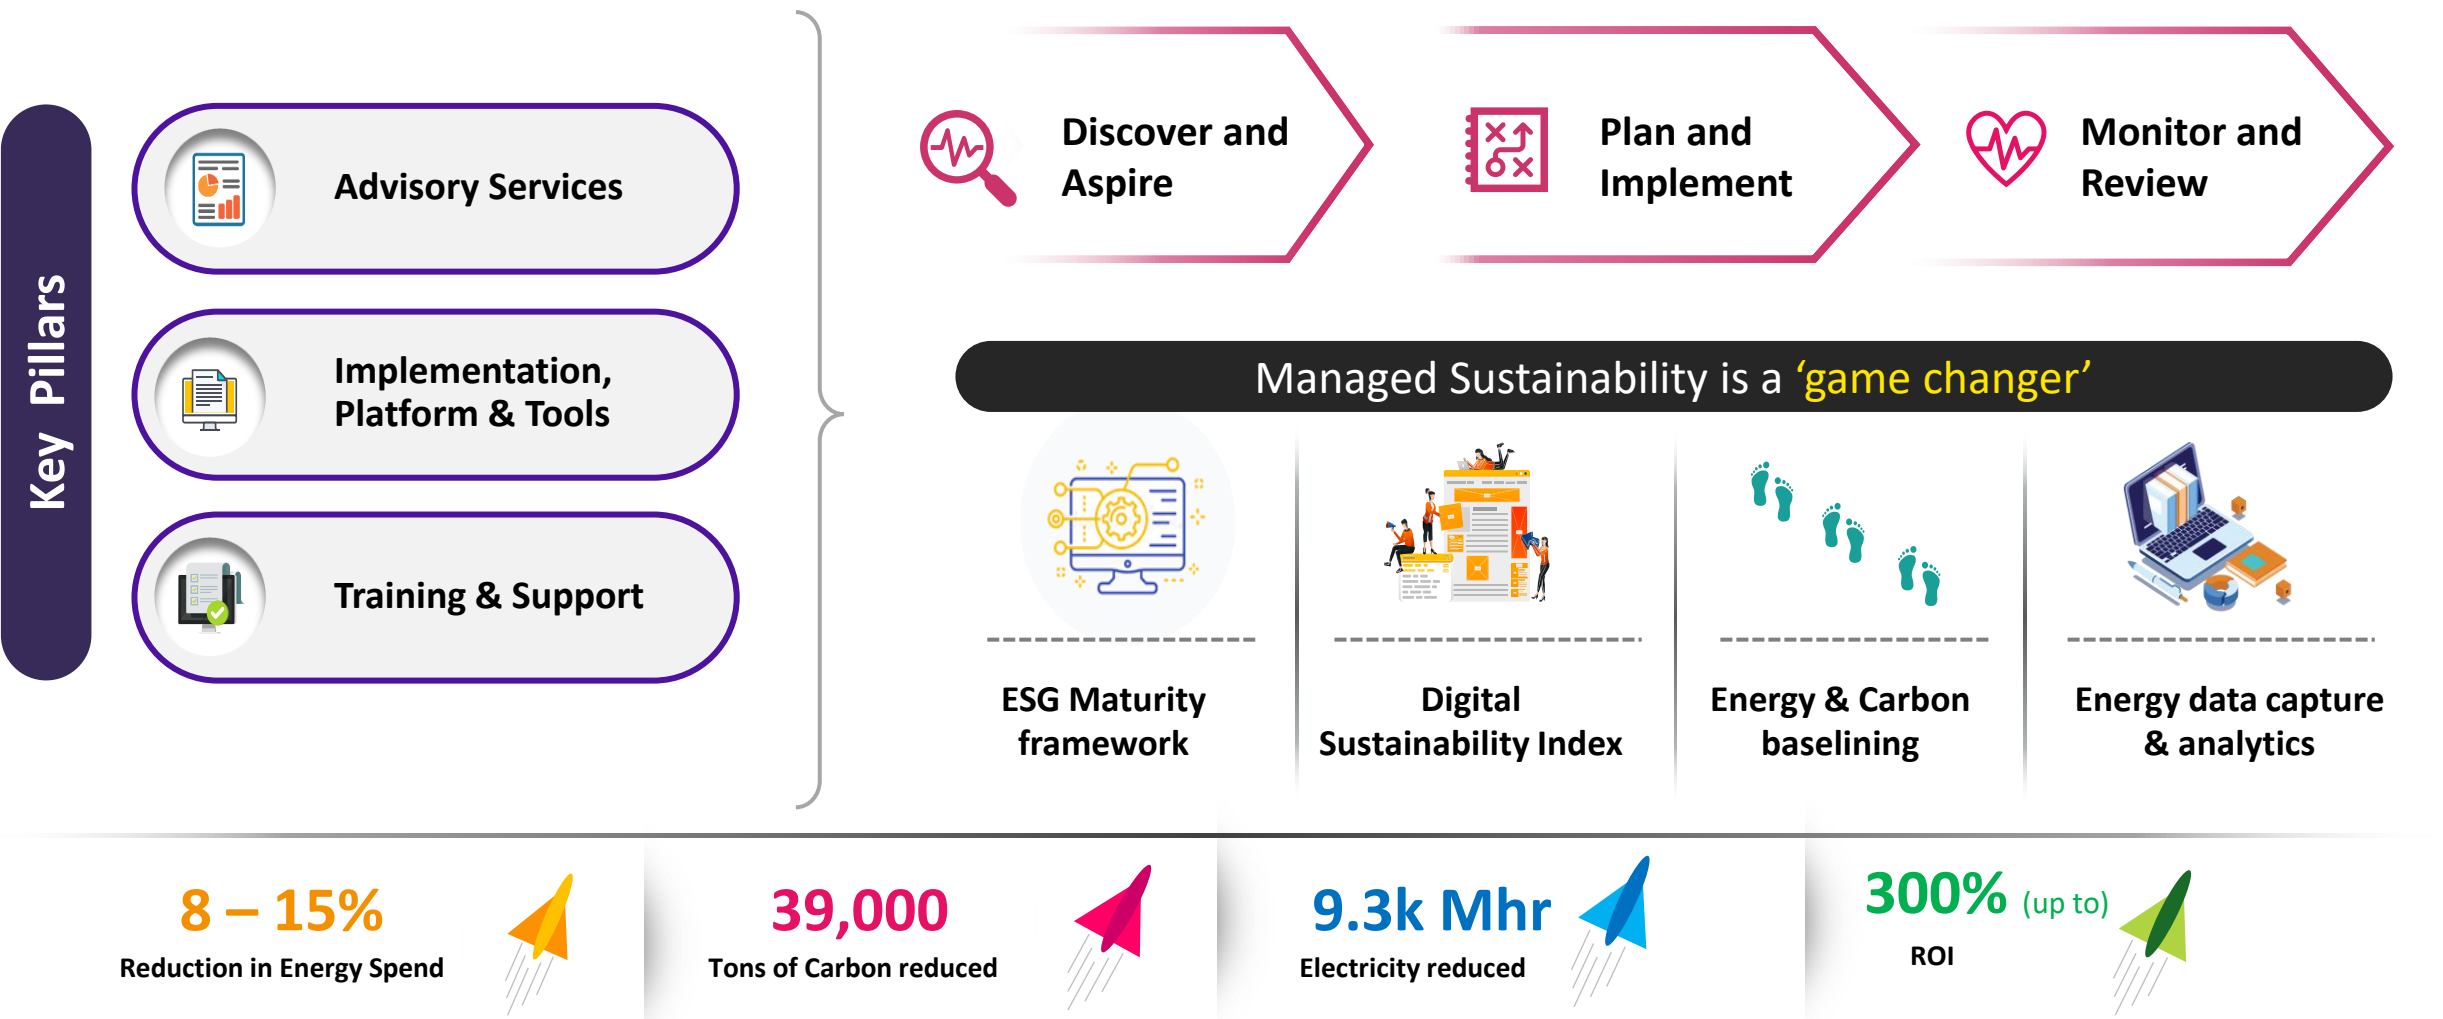 Key Pillars
Advisory Services
Implementation,
Platform & Tools
Training & Support
Discover and
Aspire
Plan and
Implement
Monitor and
Review
Managed Sustainability is a ‘game changer’
ESG Maturity
framework
Digital
Sustainability Index
Energy & Carbon
baselining
Energy data capture
& analytics
8 – 15%
Reduction in Energy Spend
39,000
Tons of Carbon reduced
9.3k Mhr
Electricity reduced
300% (up to)
ROI